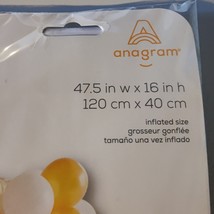 anagram®
47.5 in w x 16 in h
120 cm x 40 cm
inflated size
grosseur gonflée
tamaño una vez inflado